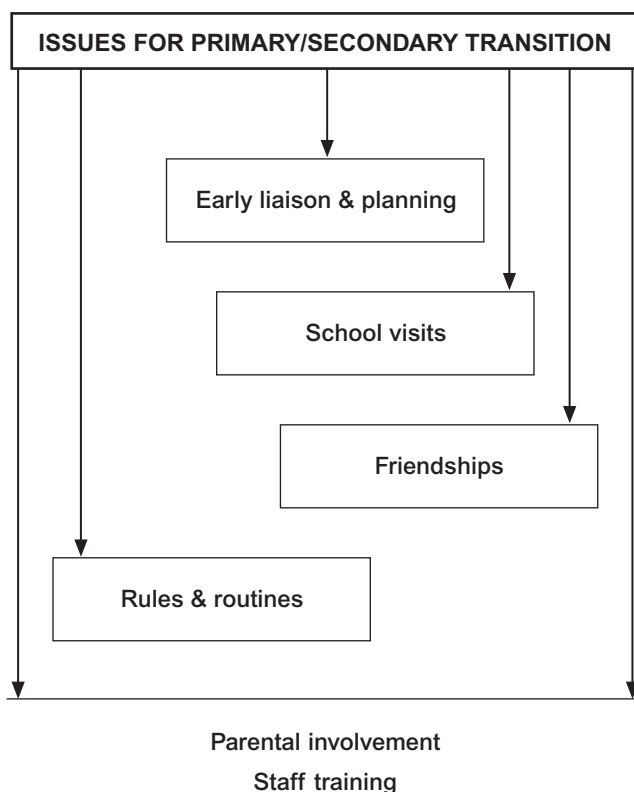 ISSUES FOR PRIMARY/SECONDARY TRANSITION
Early liaison & planning
School visits
Friendships
Rules & routines
Parental involvement
Staff training